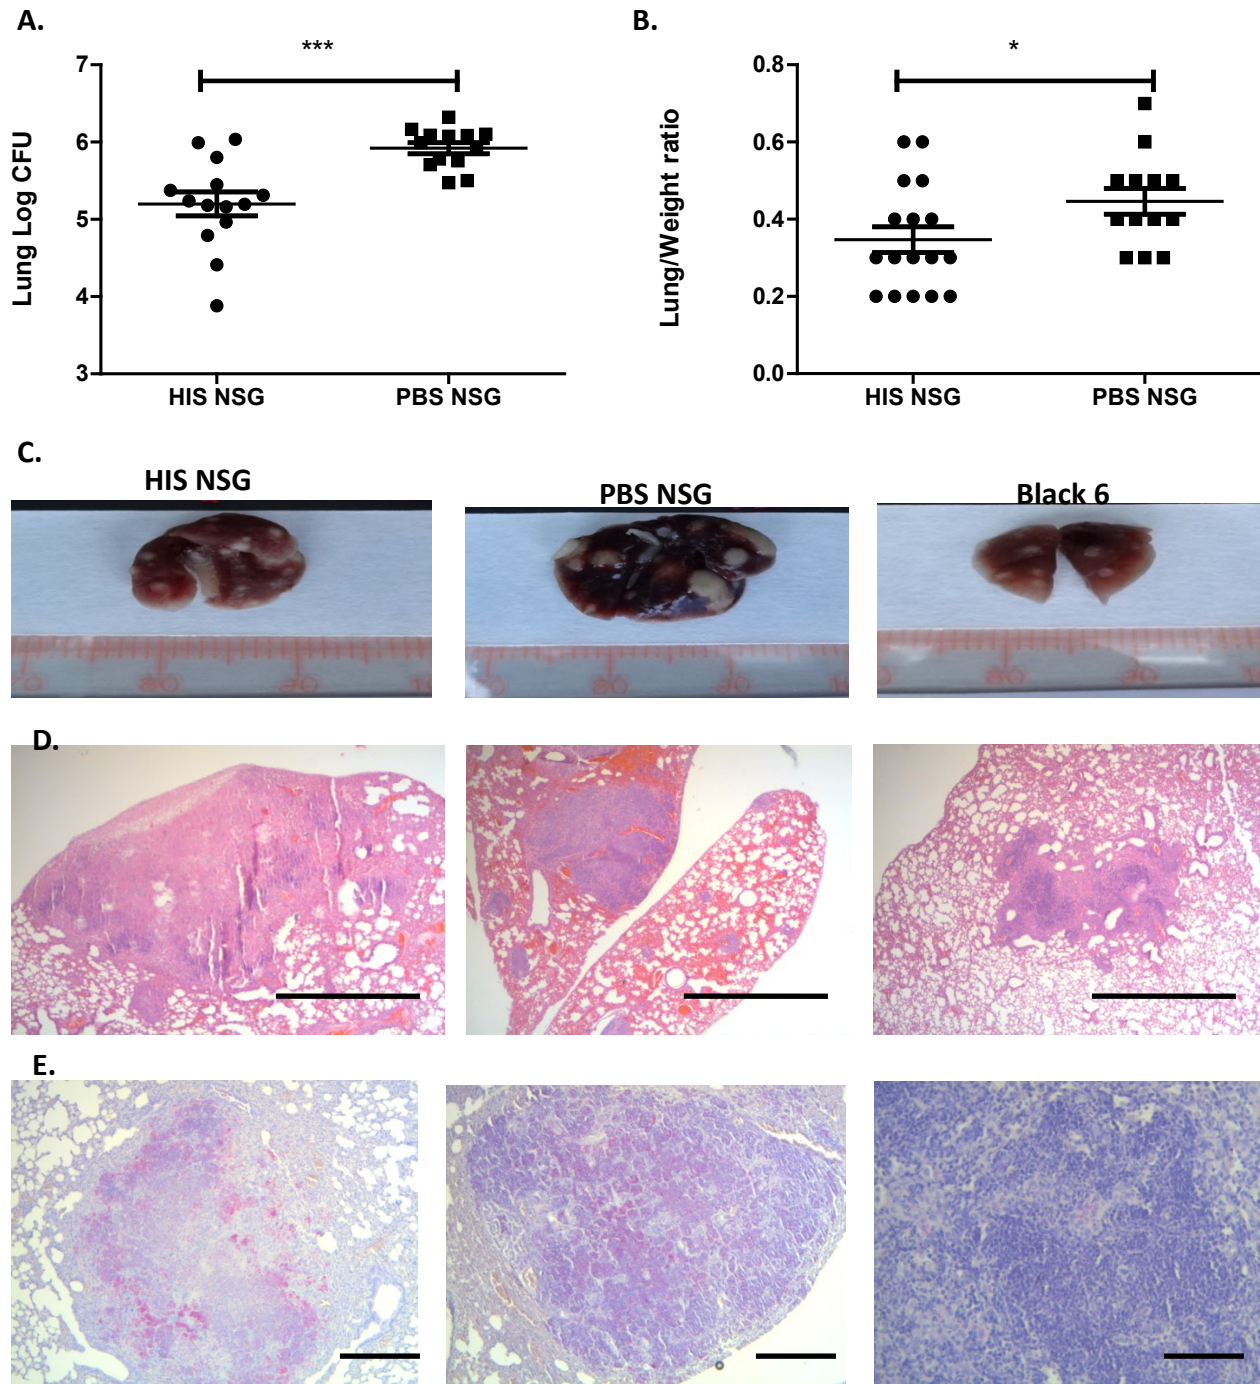 A.
B.
***
*
7
6
5
4
3
Lung Log CFU
HIS NSG
PBS NSG
0.8
0.6
0.4
0.2
0.0
Lung/Weight ratio
HIS NSG
PBS NSG
C.
HIS NSG
PBS NSG
Black 6
D.
E.